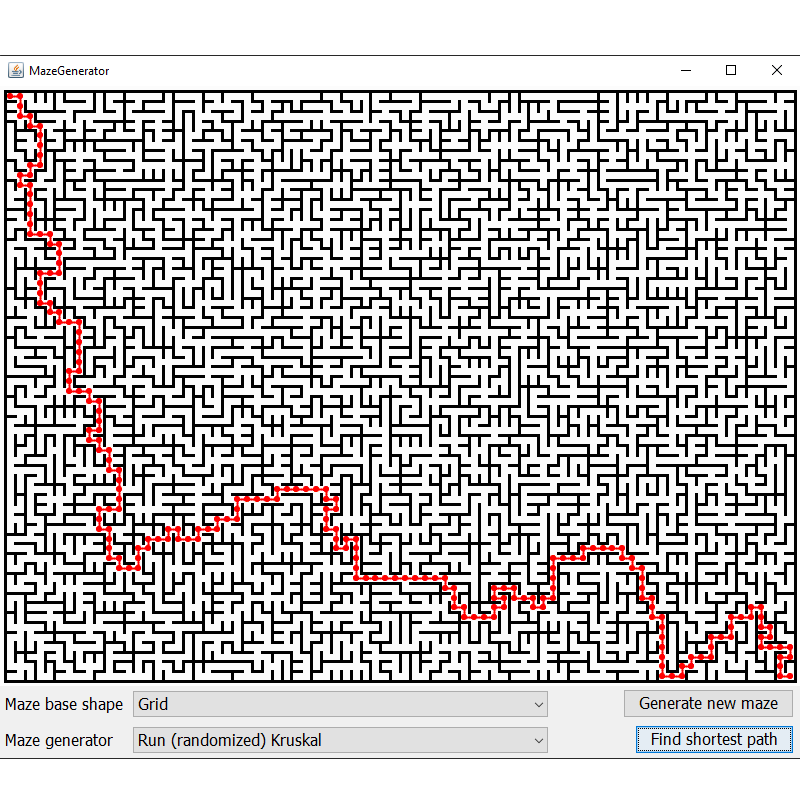 MazeGenerator
Maze base shape
Grid
Generate new maze
Maze generator
Run (randomized) Kruskal
Find shortest path